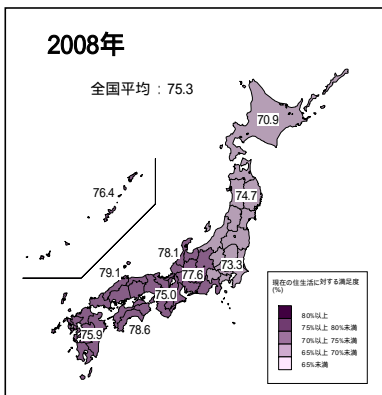 2008年
全国平均 : 75.3
70.9
74.7
76.4
78.1
73.3
77.6
79.1
75.0
75.9
78.6
現在の住生活に対する満足度
(%)
80%以上
75%以上 80%未満
70%以上 75%未満
65%以上 70%未満
65%未満